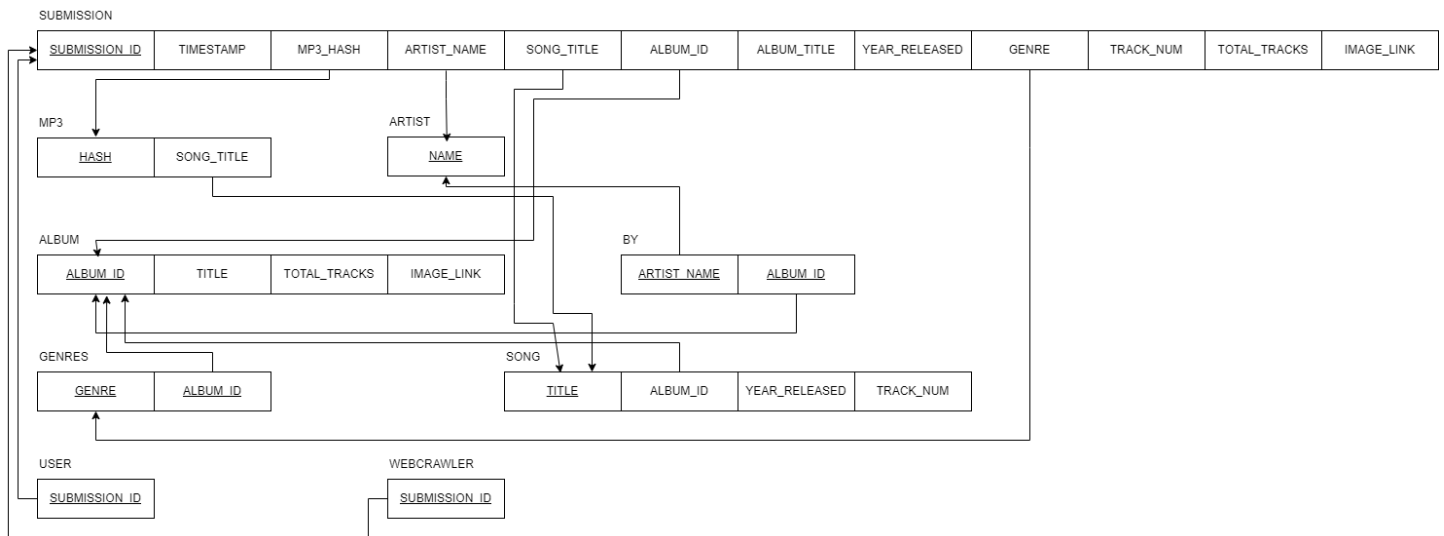 SUBMISSION
SUBMISSION_ID TIMESTAMP MP3_HASH ARTIST_NAME SONG_TITLE ALBUM_ID ALBUM_TITLE YEAR_RELEASED GENRE TRACK_NUM TOTAL_TRACKS IMAGE_LINK
MP3 ARTIST
HASH SONG_TITLE NAME
ALBUM BY
ALBUM_ID TITLE TOTAL_TRACKS IMAGE_LINK ARTIST_NAME ALBUM_ID
GENRES SONG
GENRE ALBUM_ID TITLE ALBUM_ID YEAR_RELEASED TRACK_NUM
USER WEBCRAWLER
SUBMISSION_ID SUBMISSION_ID